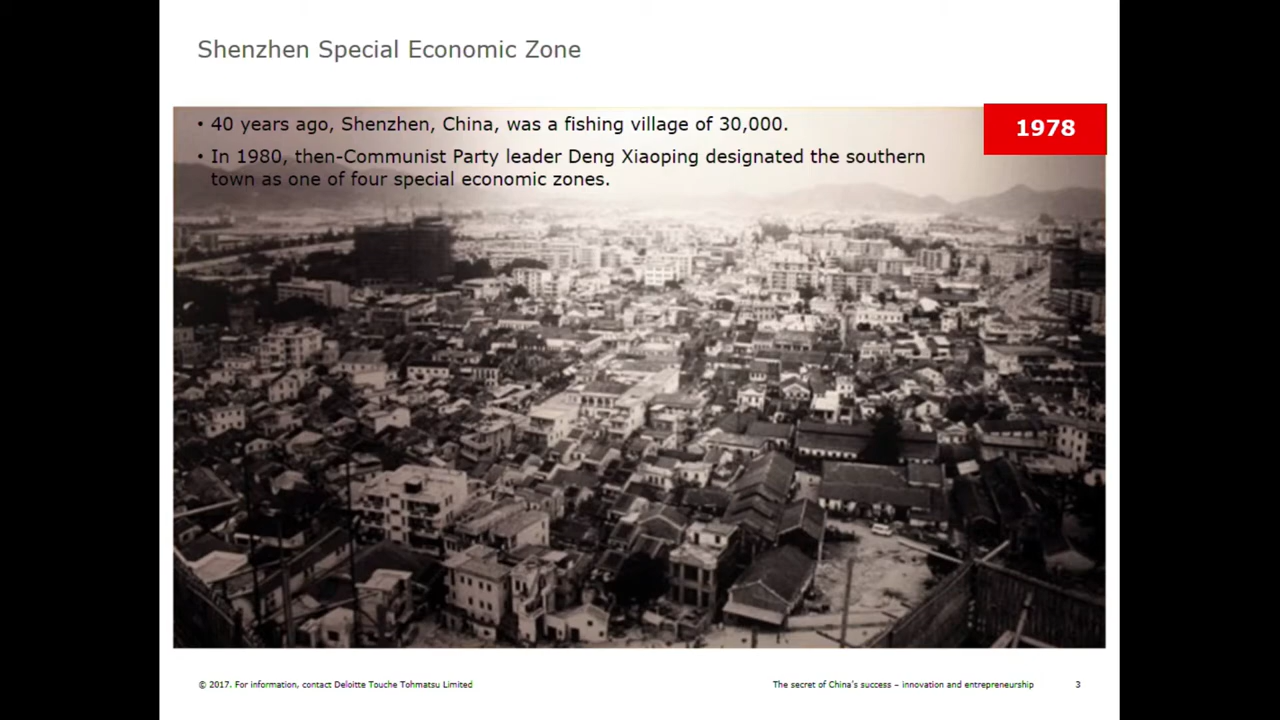 Shenzhen Special Economic Zone
• 40 years ago, Shenzhen, China, was a fishing village of 30,000.
1978
• In 1980, then-Communist Party leader Deng Xiaoping designated the southern
town as one of four special economic zones.
© 2017. For information, contact Deloitte Touche Tohmatsu Limited
The secret of China's success – innovation and entrepreneurship
3